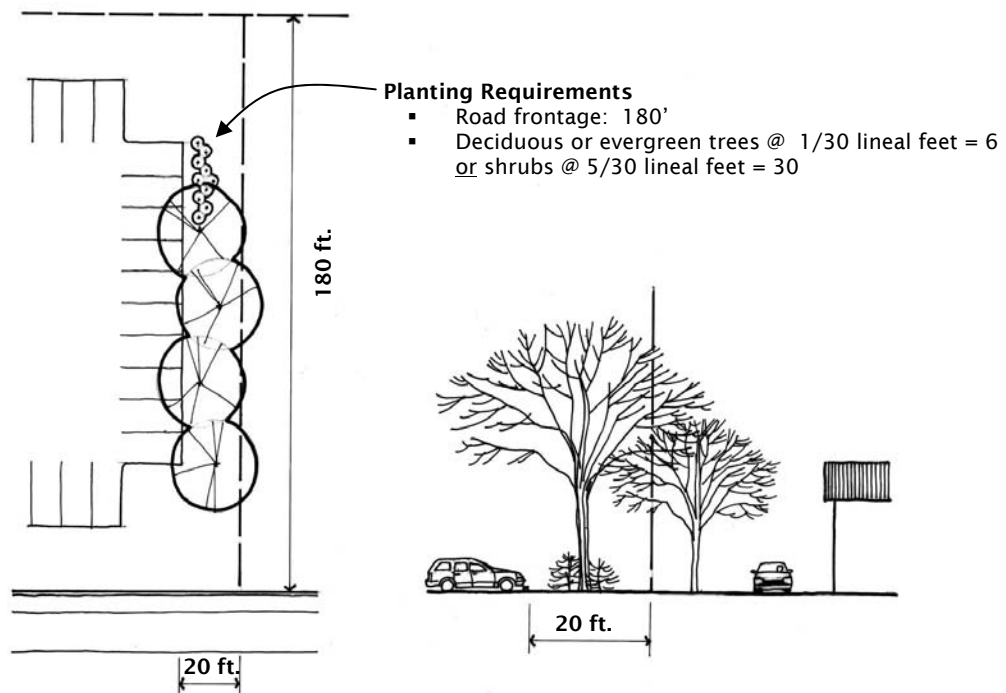 Planting Requirements
▪ Road frontage: 180’
▪ Deciduous or evergreen trees @ 1/30 lineal feet = 6
or shrubs @ 5/30 lineal feet = 30
180 ft.
20 ft.
20 ft.